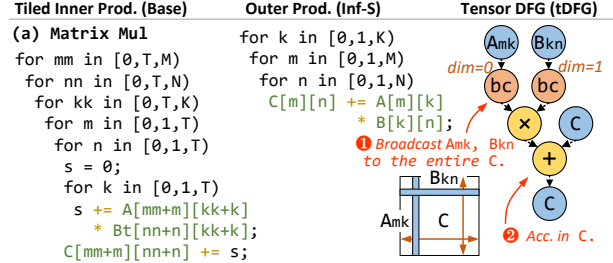 Tiled Inner Prod. (Base)
(a) Matrix Mul
for mm in [0,T,M)
for nn in [0,T,N)
for kk in [0,T,K)
for m in [0,1,T)
for n in [0,1,T)
s = 0;
for k in [0,1,T)
s += A[mm+m][kk+k]
* Bt[nn+n][kk+k];
C[mm+m][nn+n] += s;
Outer Prod. (Inf-S)
for k in [0,1,K)
for m in [0,1,M)
for n in [0,1,N)
C[m][n] += A[m][k]
* B[k][n];
Tensor DFG (tDFG)
Amk
Bkn
dim=0
dim=1
bc
bc
×
C
+
C
1 Broadcast Amk, Bkn
to the entire C.
Bkn
Amk
C
2 Acc. in C.